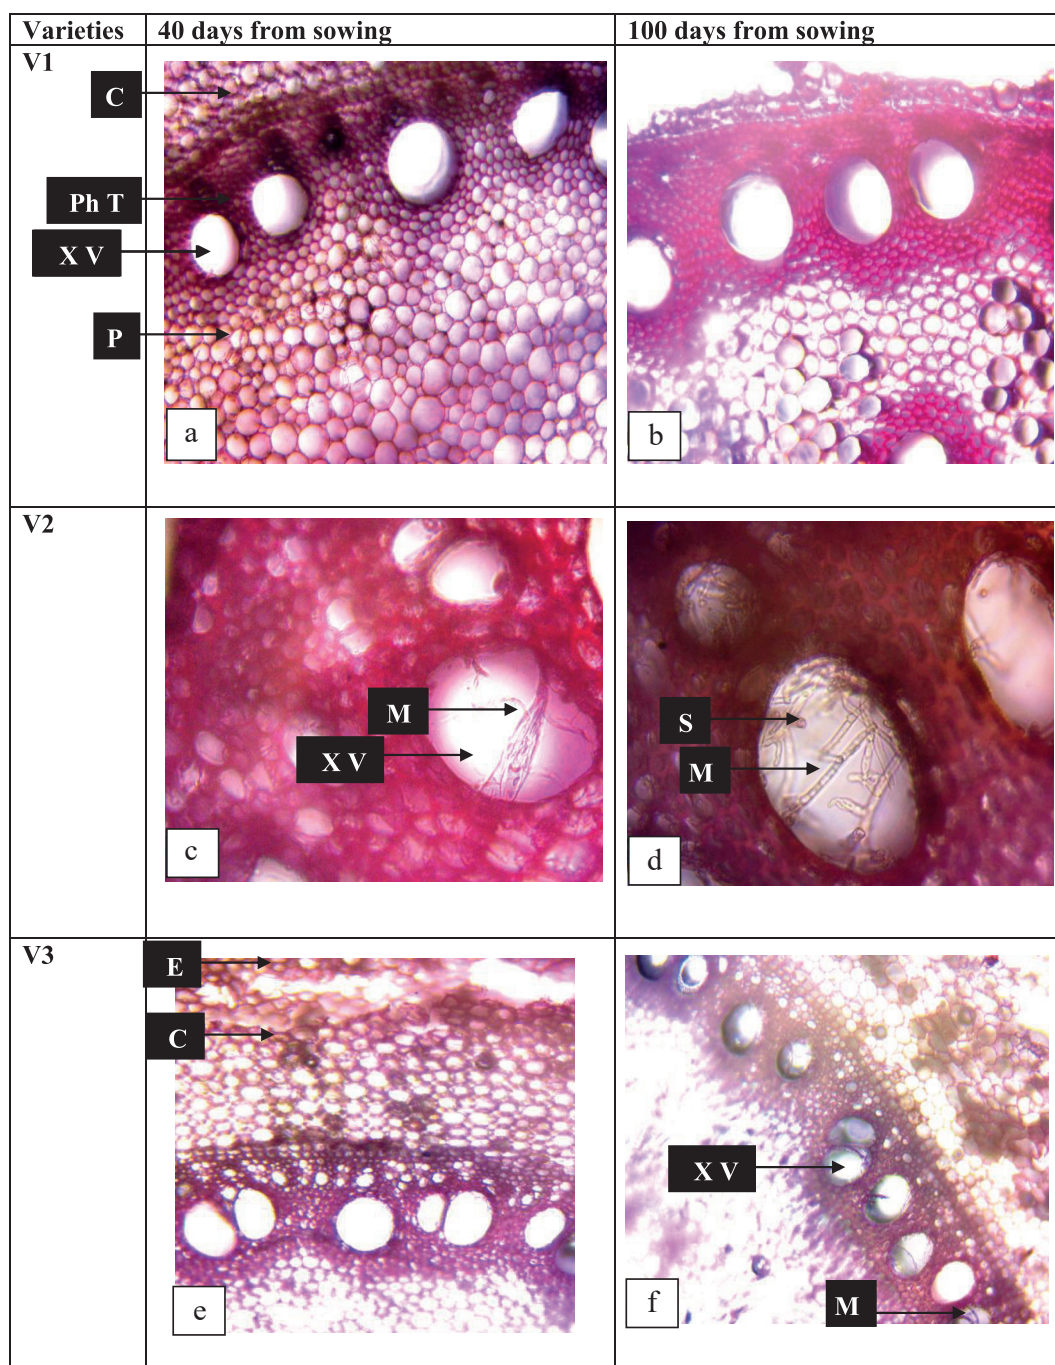 Varieties
40 days from sowing
100 days from sowing
V1
C
Ph T
X V
P
a
b
V2
M
X V
c
S
M
d
V3
E
C
e
X V
M
f